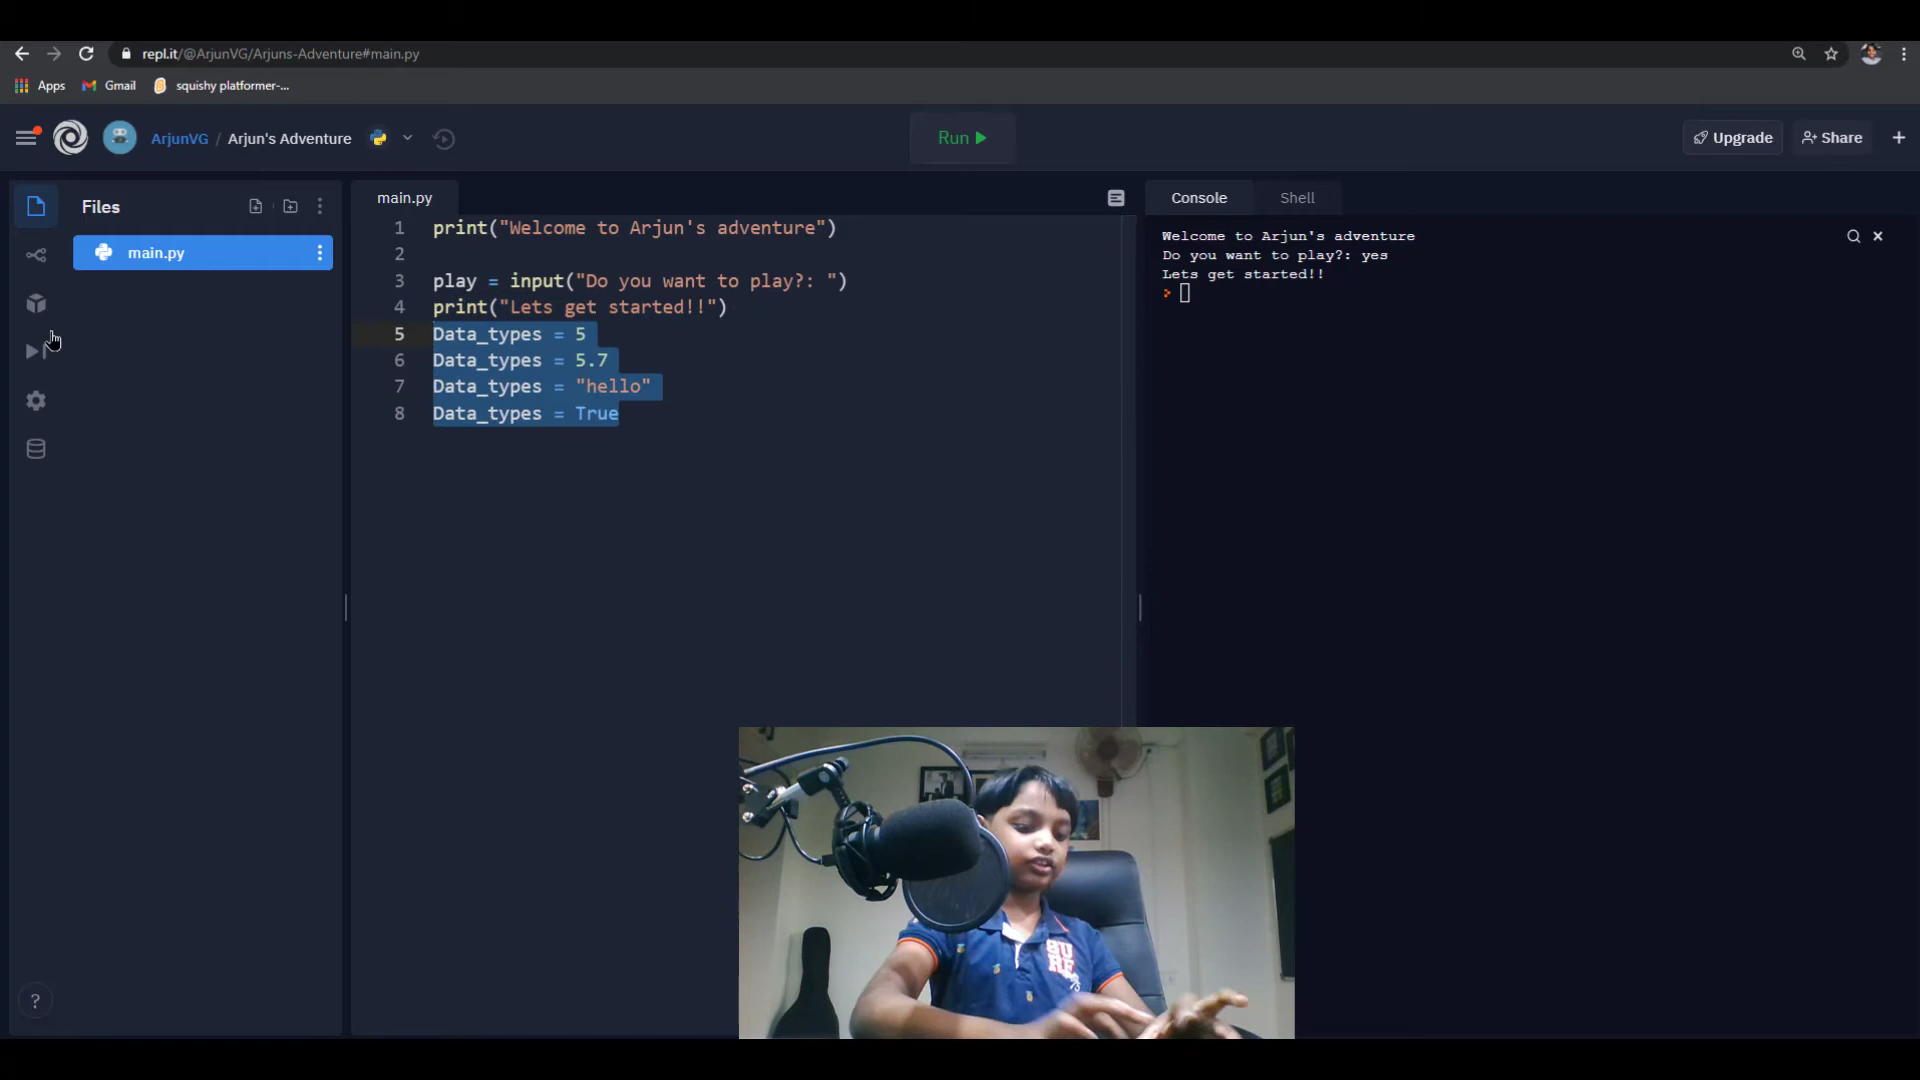 repl.it/@ArjunVG/Arjuns-Adventure#main.py
Apps Gmail squishy platformer-...
ArjunVG / Arjun's Adventure
Run
Upgrade Share
Files
main.py
main.py
1 print("Welcome to Arjun's adventure")
2
3 play = input("Do you want to play?: ")
4 print("Lets get started!!")
5 Data_types = 5
6 Data_types = 5.7
7 Data_types = "hello"
8 Data_types = True
Console Shell
Welcome to Arjun's adventure
Do you want to play?: yes
Lets get started!!
>
?
SU
RF